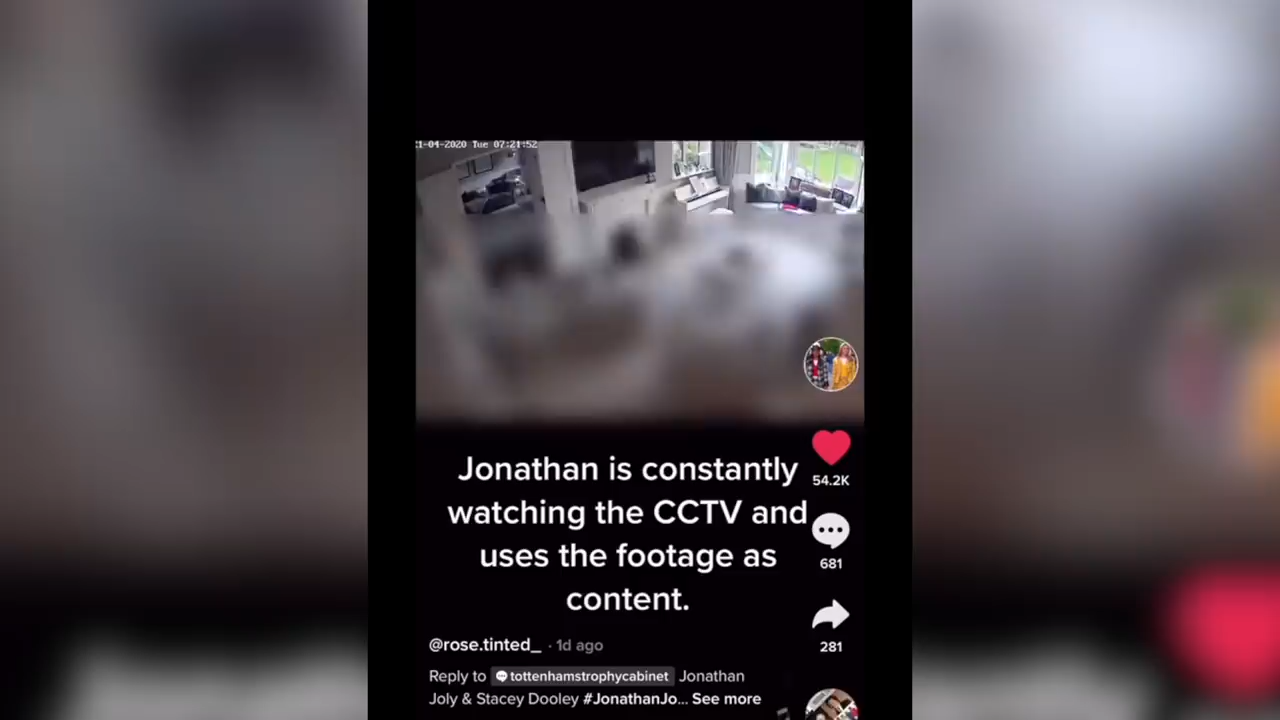 1-04-2020 Tue 07:21:52
Jonathan is constantly
watching the CCTV and
uses the footage as
content.
54.2K
681
281
@rose.tinted_ · 1d ago
Reply to tottenhamstrophycabinet Jonathan
Joly & Stacey Dooley #JonathanJo... See more